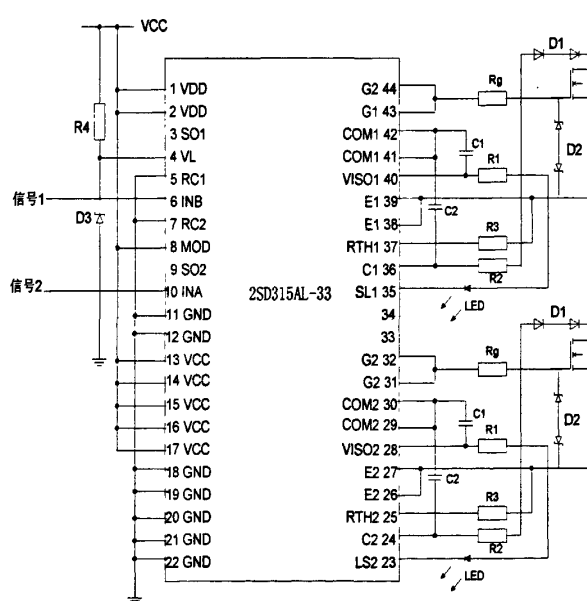 VCC
R4
信号1
D3
信号2
1 VDD
2 VDD
3 SO1
4 VL
5 RC1
6 INB
7 RC2
8 MOD
9 SO2
10 INA
11 GND
12 GND
13 VCC
14 VCC
15 VCC
16 VCC
17 VCC
18 GND
19 GND
20 GND
21 GND
22 GND
2SD315AL-33
G2 44
G1 43
COM1 42
COM1 41
VISO1 40
E1 39
E1 38
RTH1 37
C1 36
SL1 35
34
33
G2 32
G2 31
COM2 30
COM2 29
VISO2 28
E2 27
E2 26
RTH2 25
C2 24
LS2 23
D1
Rg
D2
C1
R1
C2
R3
R2
LED
D1
Rg
D2
C1
R1
C2
R3
R2
LED